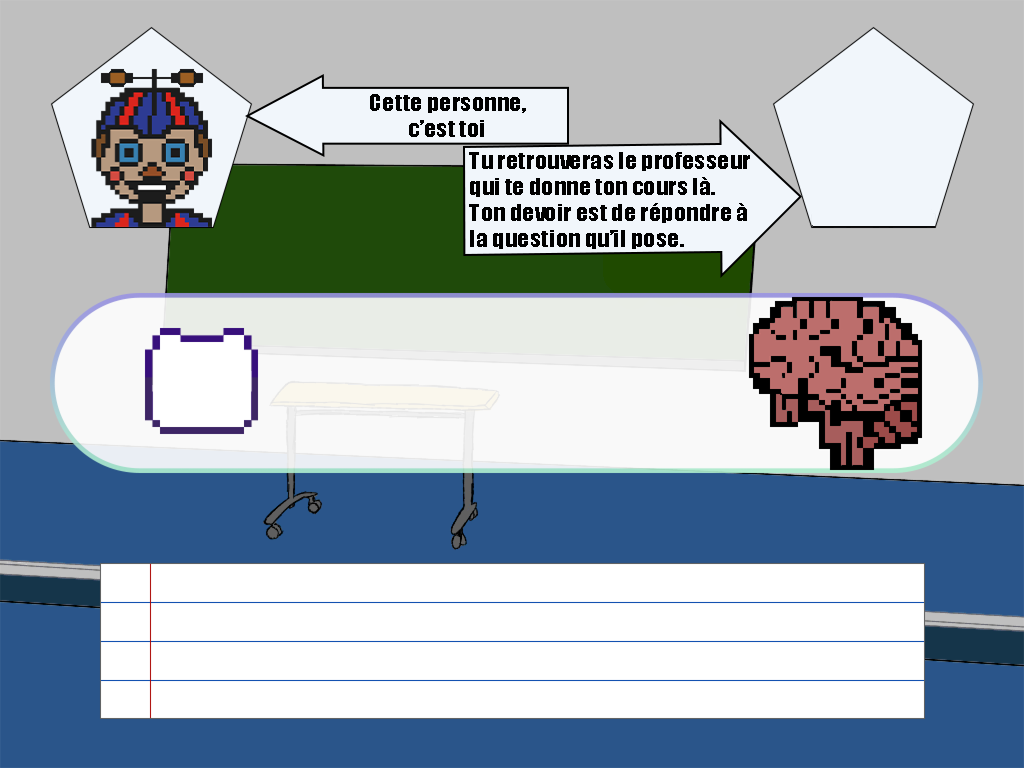 Cette personne,
c'est toi
Tu retrouveras le professeur
qui te donne ton cours là.
Ton devoir est de répondre à
la question qu'il pose.